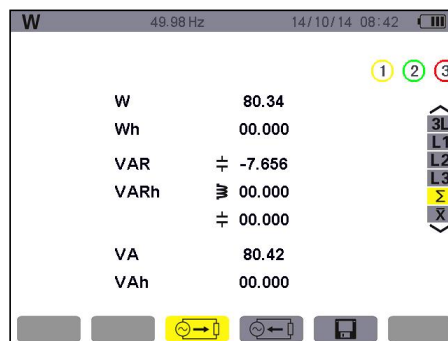 W 49.98 Hz 14/10/14 08:42
1 2 3
W 80.34
Wh 00.000
VAR -7.656
VARh 00.000
00.000
VA 80.42
VAh 00.000
3L
L1
L2
L3
Σ
X̄